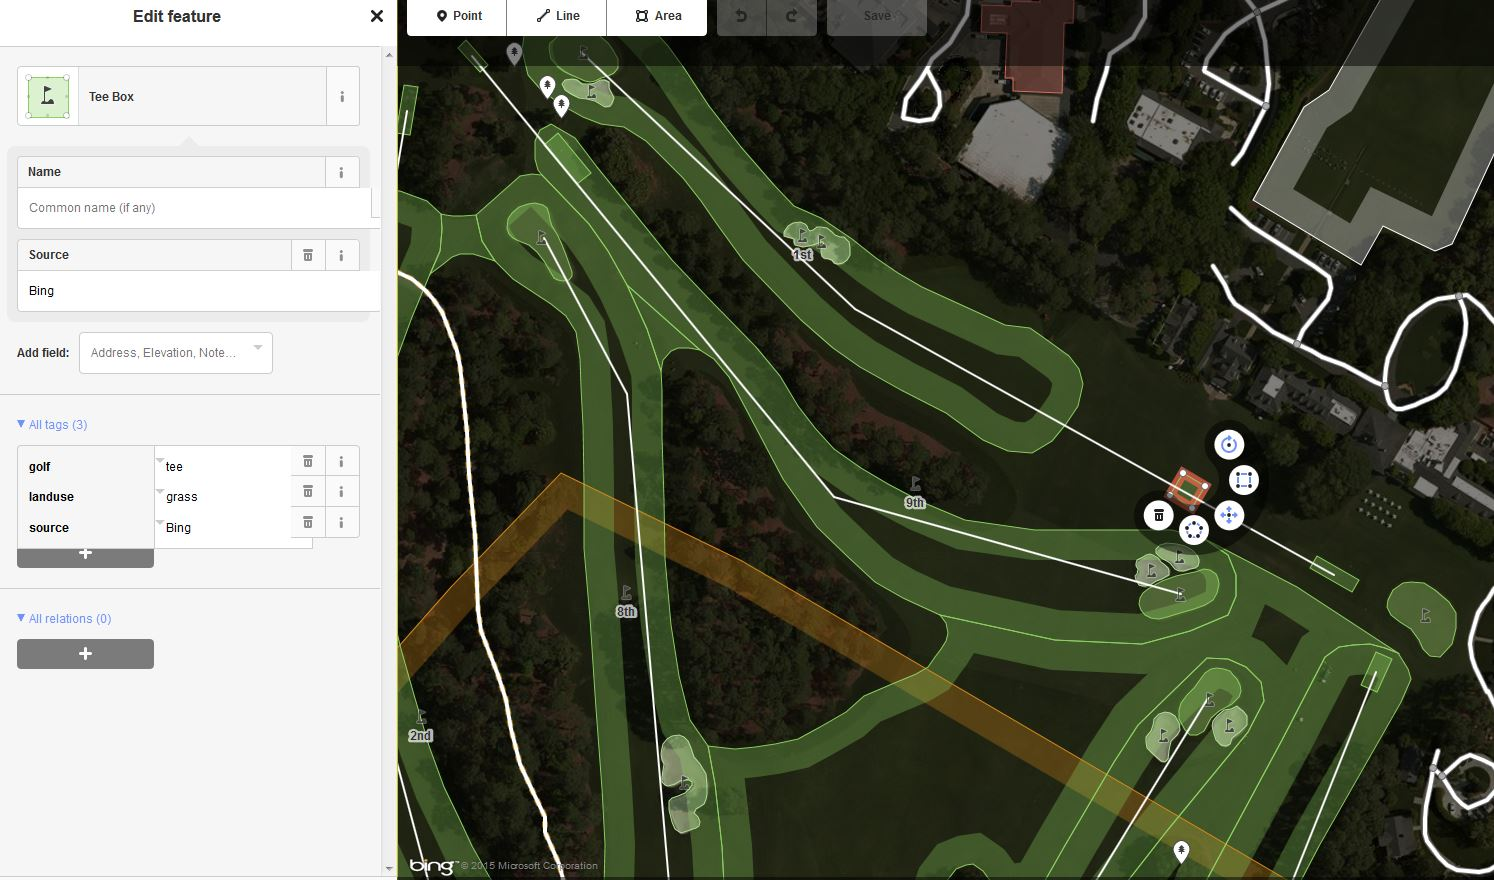 Edit feature
Point
Line
Area
Save
Tee Box
Name
Common name (if any)
Source
Bing
Add field:
Address, Elevation, Note...
All tags (3)
golf
tee
landuse
grass
source
Bing
All relations (0)
1st
9th
8th
2nd
bing
© 2015 Microsoft Corporation